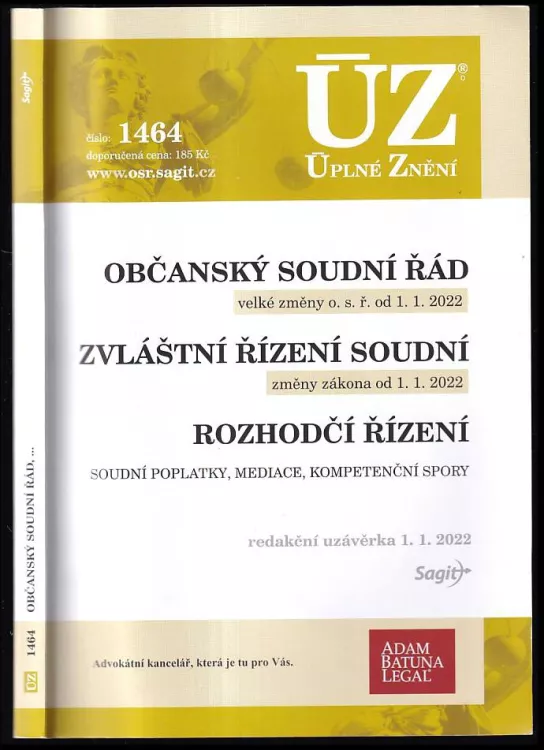 Sagit
číslo: 1464
doporučená cena: 185 Kč
www.osr.sagit.cz
ÚZ®
ÚPLNÉ ZNĚNÍ
OBČANSKÝ SOUDNÍ ŘÁD
velké změny o. s. ř. od 1. 1. 2022
ZVLÁŠTNÍ ŘÍZENÍ SOUDNÍ
změny zákona od 1. 1. 2022
ROZHODČÍ ŘÍZENÍ
SOUDNÍ POPLATKY, MEDIACE, KOMPETENČNÍ SPORY
redakční uzávěrka 1. 1. 2022
Sagit
Advokátní kancelář, která je tu pro Vás.
ADAM
BATUNA
LEGAL®
ÚZ 1464 OBČANSKÝ SOUDNÍ ŘÁD, ...